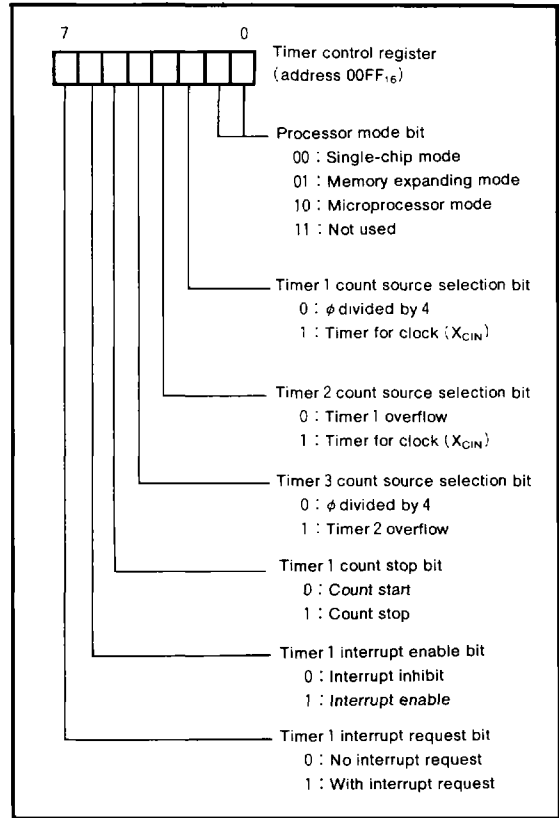 7 0
Timer control register
(address 00FF₁₆)
Processor mode bit
00 : Single-chip mode
01 : Memory expanding mode
10 : Microprocessor mode
11 : Not used
Timer 1 count source selection bit
0 : φ divided by 4
1 : Timer for clock (X_CIN)
Timer 2 count source selection bit
0 : Timer 1 overflow
1 : Timer for clock (X_CIN)
Timer 3 count source selection bit
0 : φ divided by 4
1 : Timer 2 overflow
Timer 1 count stop bit
0 : Count start
1 : Count stop
Timer 1 interrupt enable bit
0 : Interrupt inhibit
1 : Interrupt enable
Timer 1 interrupt request bit
0 : No interrupt request
1 : With interrupt request